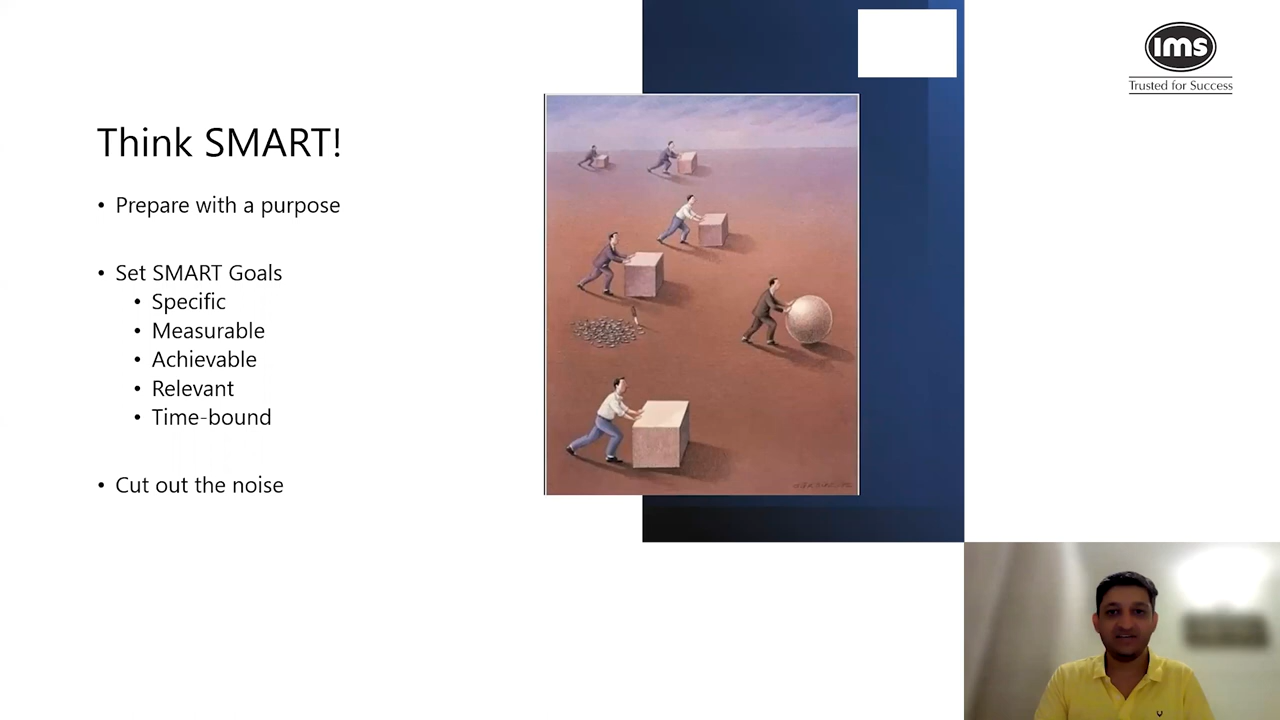 ims
Trusted for Success
Think SMART!
• Prepare with a purpose
• Set SMART Goals
• Specific
• Measurable
• Achievable
• Relevant
• Time-bound
• Cut out the noise